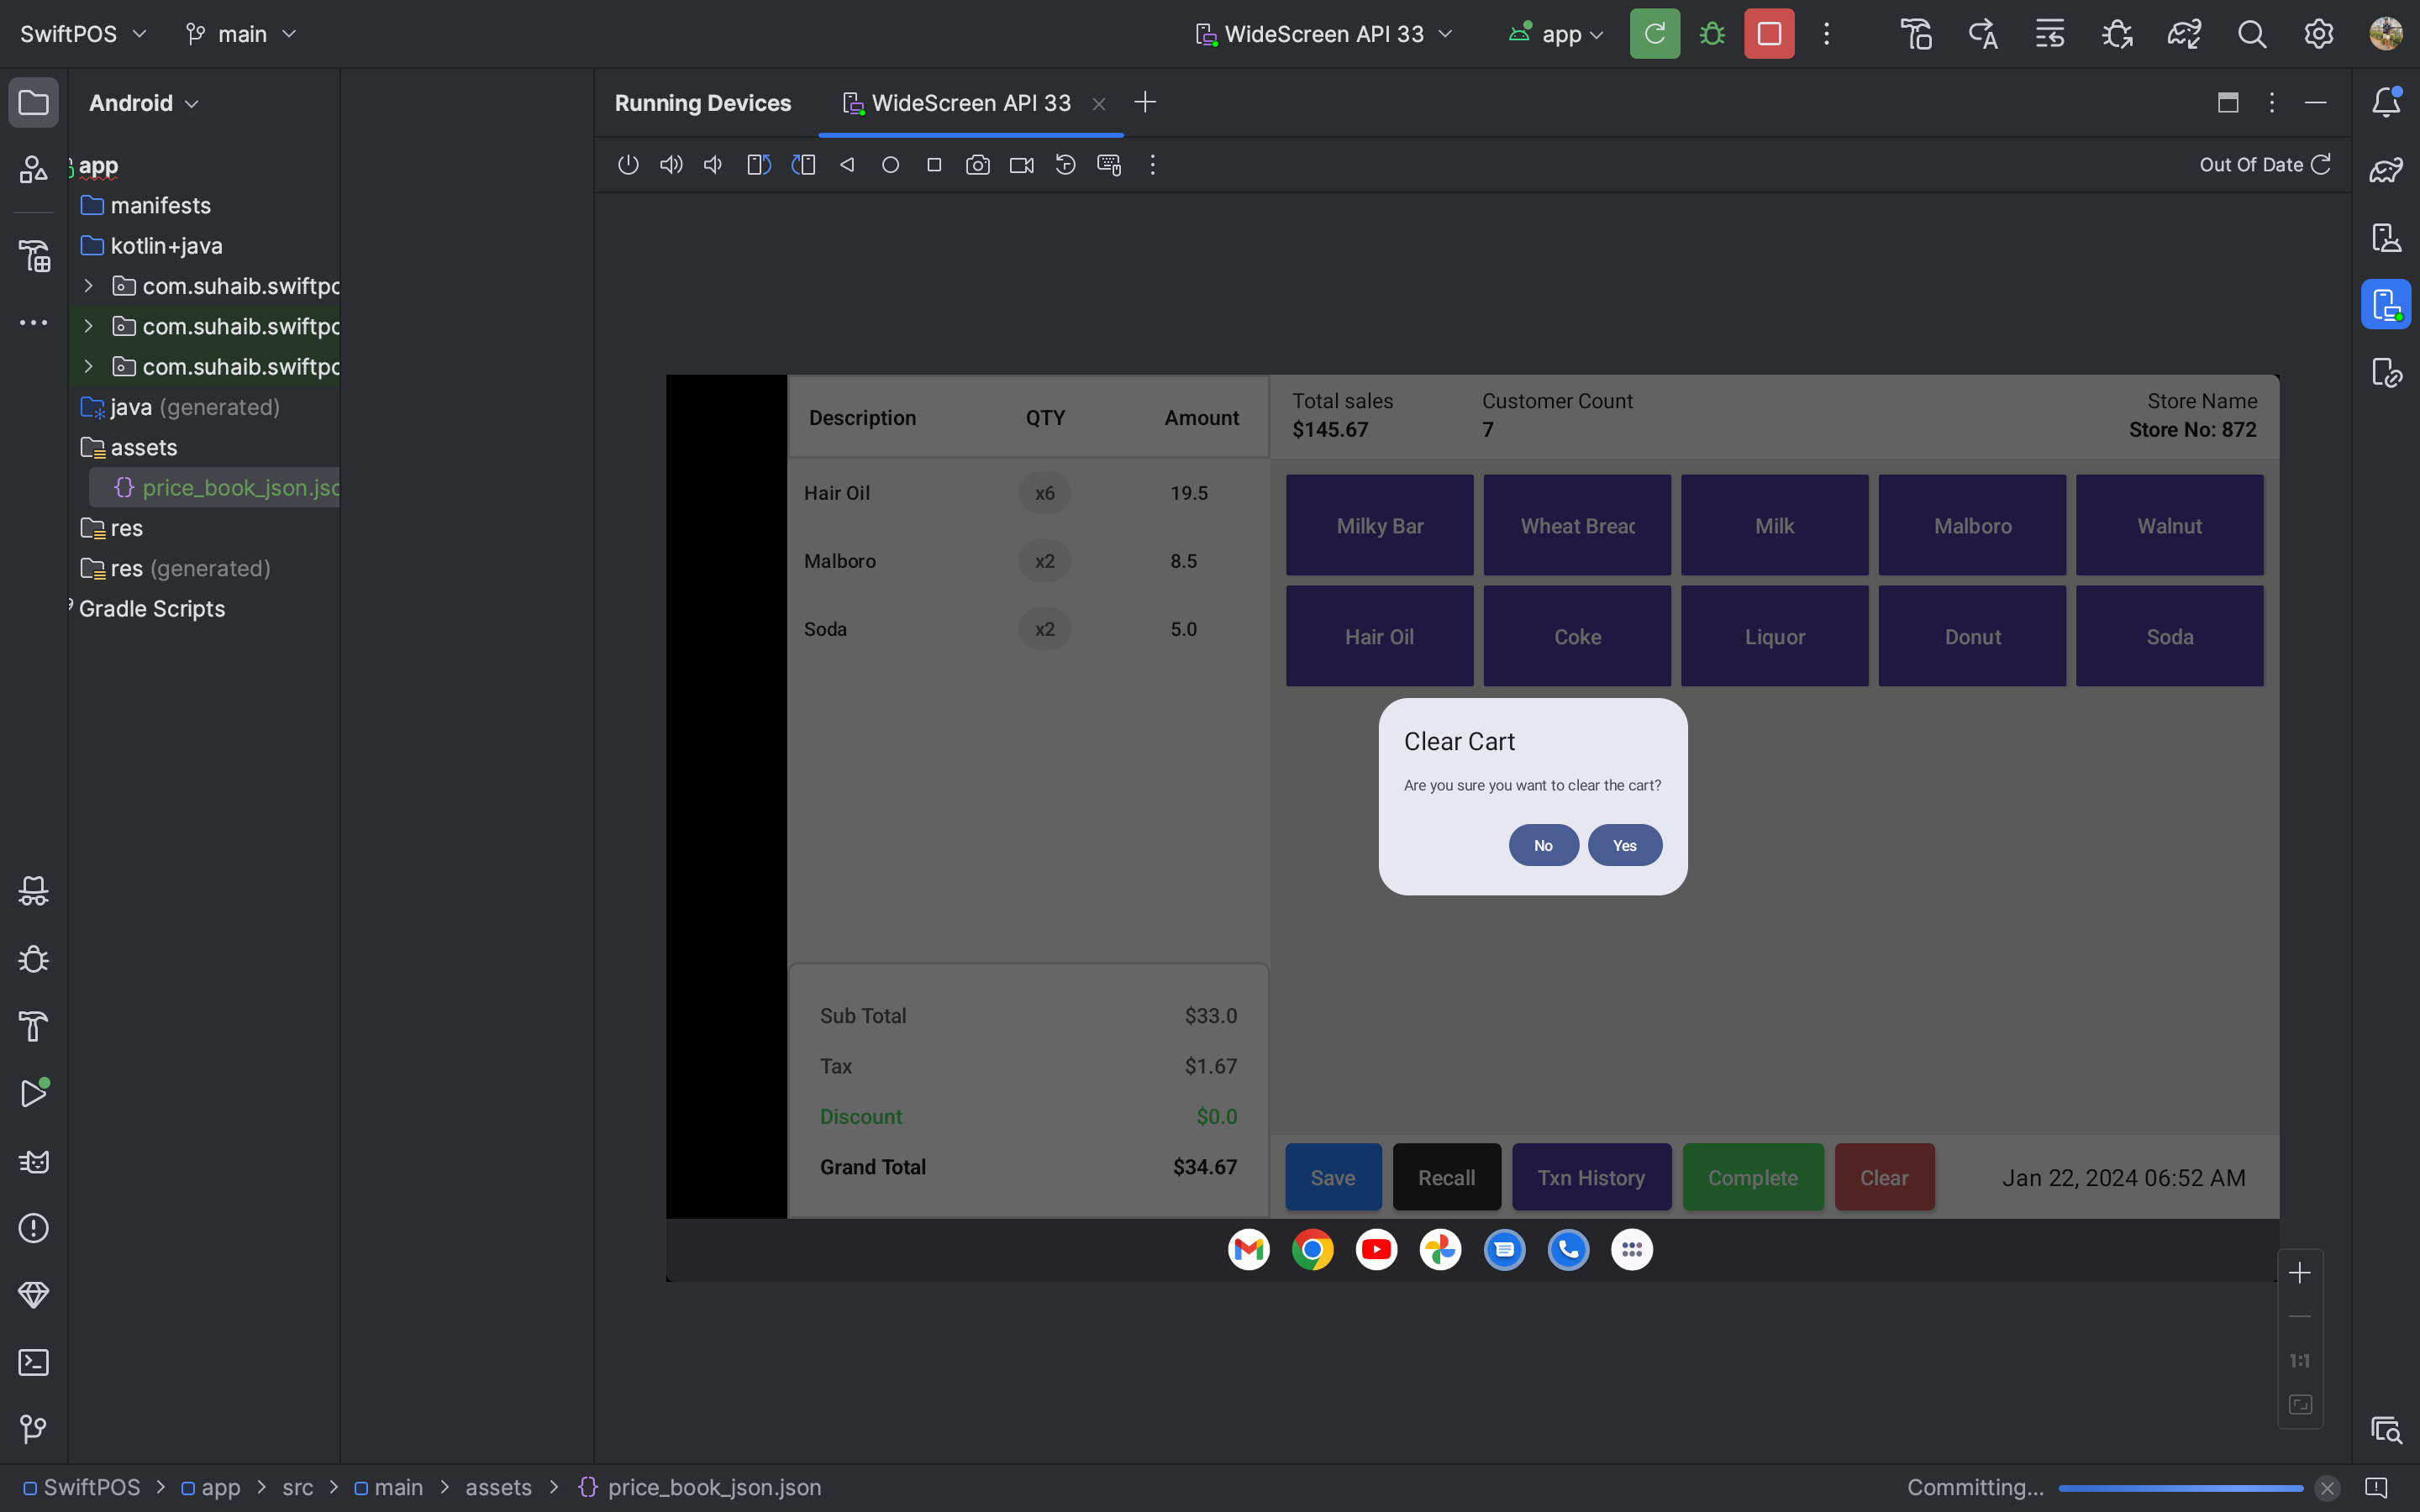 SwiftPOS main WideScreen API 33 app
Android Running Devices WideScreen API 33
Out Of Date
app
manifests
kotlin+java
com.suhaib.swiftpo
com.suhaib.swiftpo
com.suhaib.swiftpo
java (generated)
assets
price_book_json.jso
res
res (generated)
Gradle Scripts
Description QTY Amount
Hair Oil x6 19.5
Malboro x2 8.5
Soda x2 5.0
Sub Total $33.0
Tax $1.67
Discount $0.0
Grand Total $34.67
Total sales Customer Count Store Name
$145.67 7 Store No: 872
Milky Bar Wheat Breac Milk Malboro Walnut
Hair Oil Coke Liquor Donut Soda
Clear Cart
Are you sure you want to clear the cart?
No Yes
Save Recall Txn History Complete Clear Jan 22, 2024 06:52 AM
1:1
SwiftPOS > app > src > main > assets > {} price_book_json.json Committing...